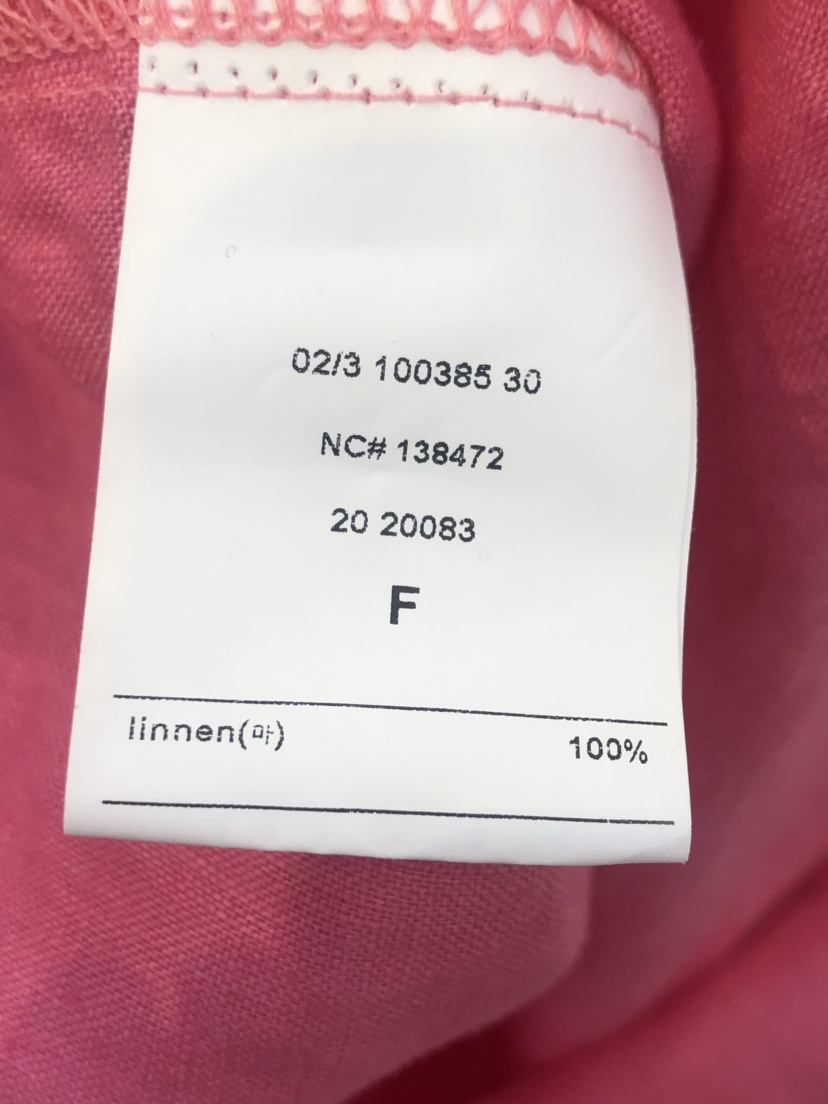 02/3 100385 30
NC# 138472
20 20083
F
linnen(마) 100%